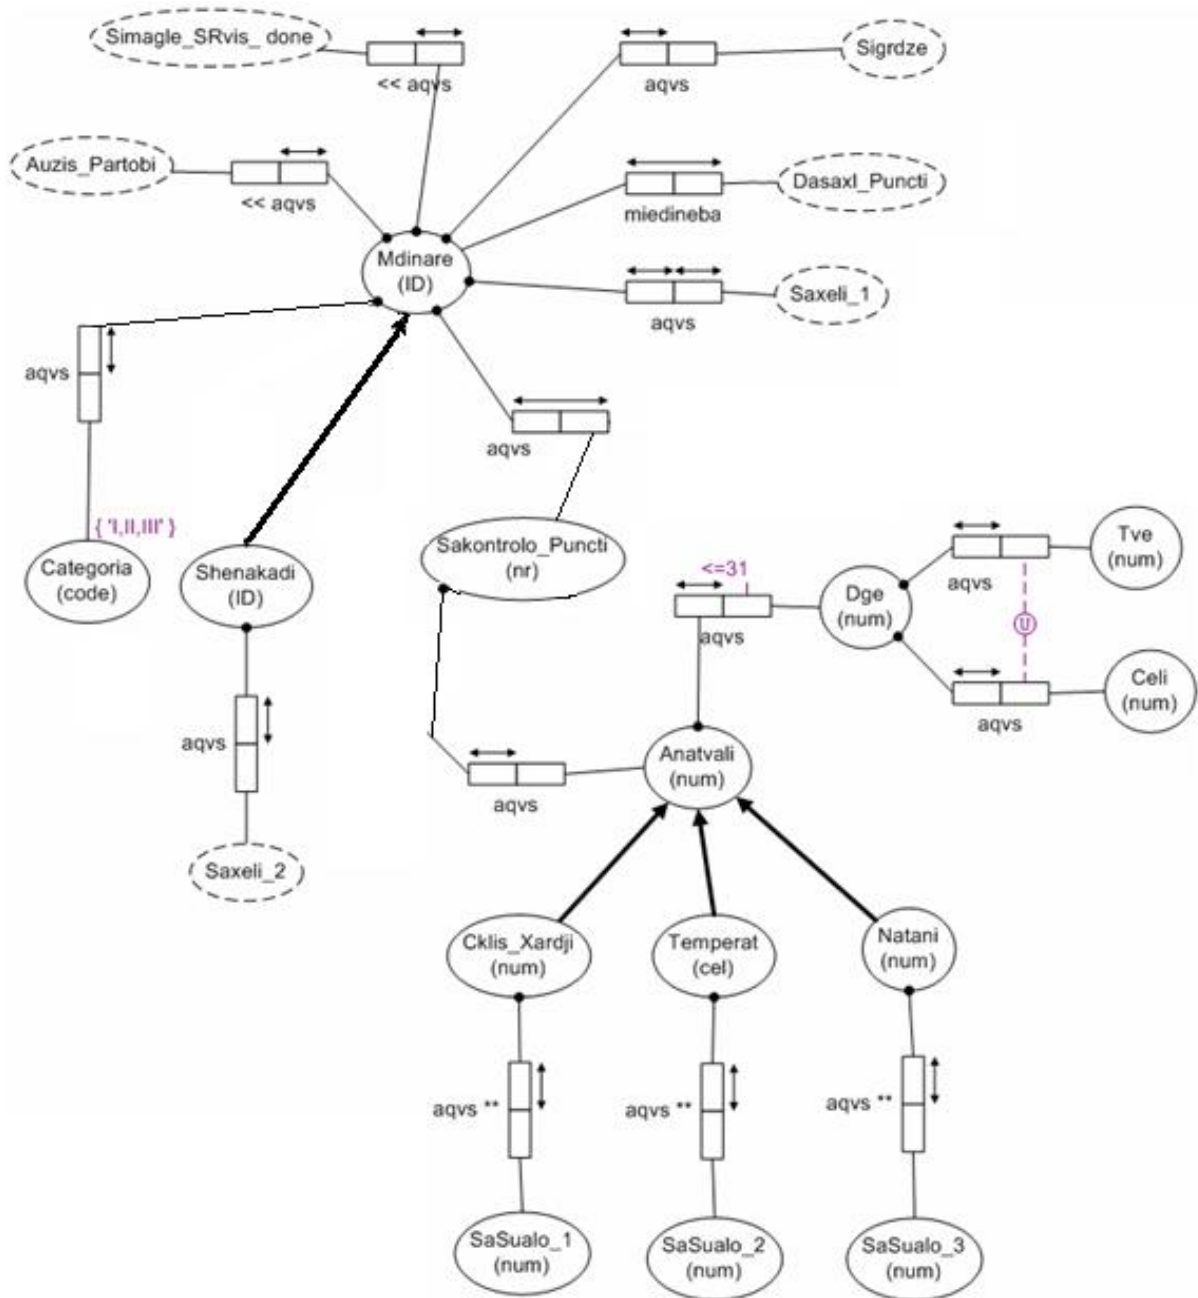 Simagle_SRvis_ done
<< aqvs
aqvs
Sigrdze
Auzis_Partobi
<< aqvs
miedineba
Dasaxl_Puncti
Mdinare
(ID)
aqvs
Saxeli_1
aqvs
aqvs
{ 'I,II,III' }
Categoria
(code)
Shenakadi
(ID)
Sakontrolo_Puncti
(nr)
<=31
aqvs
Dge
(num)
aqvs
Tve
(num)
U
aqvs
Celi
(num)
aqvs
Saxeli_2
aqvs
Anatvali
(num)
Cklis_Xardji
(num)
Temperat
(cel)
Natani
(num)
aqvs **
aqvs **
aqvs **
SaSualo_1
(num)
SaSualo_2
(num)
SaSualo_3
(num)